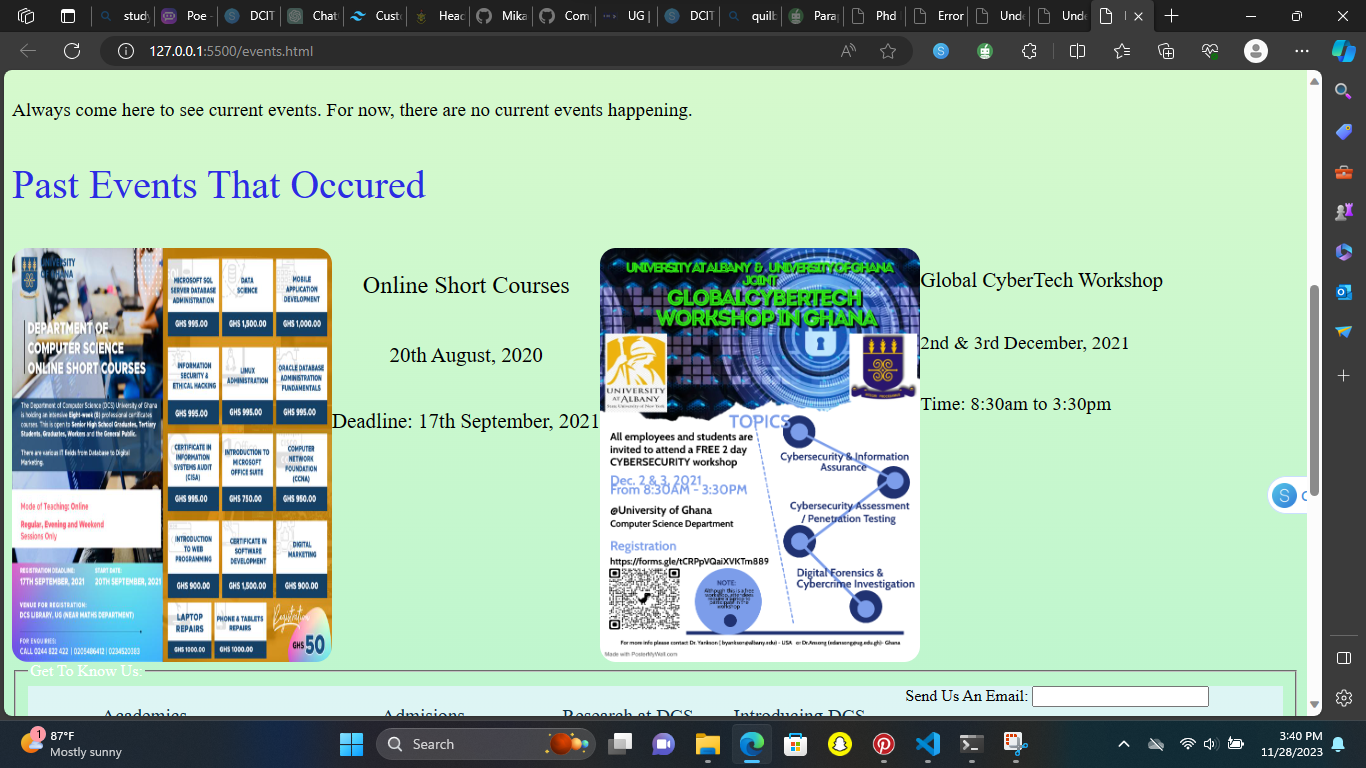 study
Poe -
DCIT
Chat
Custo
Head
Mika
Com
UG |
DCIT
quilb
Para
Phd
Error
Unde
Unde
127.0.0.1:5500/events.html
Always come here to see current events. For now, there are no current events happening.
Past Events That Occured
UNIVERSITY
OF GHANA
DEPARTMENT OF
COMPUTER SCIENCE
ONLINE SHORT COURSES
The Department of Computer Science (DCS) University of Ghana
is holding an intensive Eight-week (8) professional certificates
courses. This is open to Senior High School Graduates, Tertiary
Students, Graduates, Workers and the General Public.
There are various IT fields from Database to Digital
Marketing.
Mode of Teaching: Online
Regular, Evening and Weekend
Sessions Only
REGISTRATION DEADLINE:
17TH SEPTEMBER, 2021
START DATE:
20TH SEPTEMBER, 2021
VENUE FOR REGISTRATION:
DCS LIBRARY, UG (NEAR MATHS DEPARTMENT)
FOR ENQUIRIES:
CALL 0244 822 422 | 0205486412 | 0234520183
MICROSOFT SQL
SERVER DATABASE
ADMINISTRATION
GHS 995.00
DATA
SCIENCE
GHS 1,500.00
MOBILE
APPLICATION
DEVELOPMENT
GHS 1,000.00
INFORMATION
SECURITY &
ETHICAL HACKING
GHS 995.00
LINUX
ADMINISTRATION
GHS 995.00
ORACLE DATABASE
ADMINISTRATION
FUNDAMENTALS
GHS 995.00
CERTIFICATE IN
INFORMATION
SYSTEMS AUDIT
(CISA)
GHS 995.00
INTRODUCTION TO
MICROSOFT
OFFICE SUITE
GHS 750.00
COMPUTER
NETWORK
FOUNDATION
(CCNA)
GHS 950.00
INTRODUCTION
TO WEB
PROGRAMMING
GHS 900.00
CERTIFICATE IN
SOFTWARE
DEVELOPMENT
GHS 1,500.00
DIGITAL
MARKETING
GHS 900.00
LAPTOP
REPAIRS
GHS 1000.00
PHONE & TABLETS
REPAIRS
GHS 1000.00
Registration
GHS 50
Online Short Courses
20th August, 2020
Deadline: 17th September, 2021
UNIVERSITY AT ALBANY & UNIVERSITY OF GHANA
JOINT
GLOBALCYBERTECH
WORKSHOP IN GHANA
UNIVERSITY
AT ALBANY
State University of New York
TOPICS
All employees and students are
invited to attend a FREE 2 day
CYBERSECURITY workshop
Dec. 2 & 3, 2021
From 8:30AM - 3:30PM
@University of Ghana
Computer Science Department
Registration
https://forms.gle/tCRPpVQaiXVKTm889
NOTE:
Although this is a free
workshop, attendees
Cybersecurity & Information
Assurance
Cybersecurity Assessment
/ Penetration Testing
Digital Forensics &
Cybercrime Investigation
For more info please contact Dr. Yankson ( byankson@albany.edu) - USA
Ghana
Made with PosterMyWall.com
Global CyberTech Workshop
2nd & 3rd December, 2021
Time: 8:30am to 3:30pm
Get To Know Us:
Send Us An Email:
Academics
Admisions
Research at DCS
Introducing DCS
1
87°F
Mostly sunny
Search
3:40 PM
11/28/2023